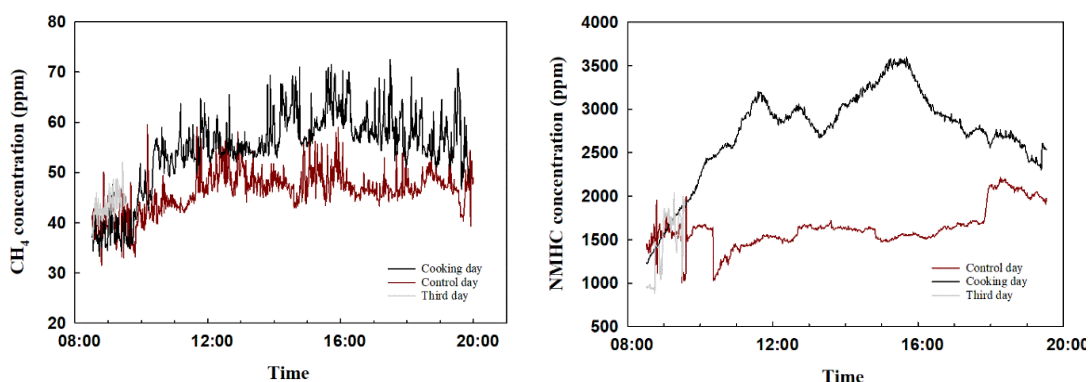 80
70
60
50
40
30
20
CH4 concentration (ppm)
Cooking day
Control day
Third day
08:00 12:00 16:00 20:00
Time
4000
3500
3000
2500
2000
1500
1000
500
NMHC concentration (ppm)
Control day
Cooking day
Third day
08:00 12:00 16:00 20:00
Time